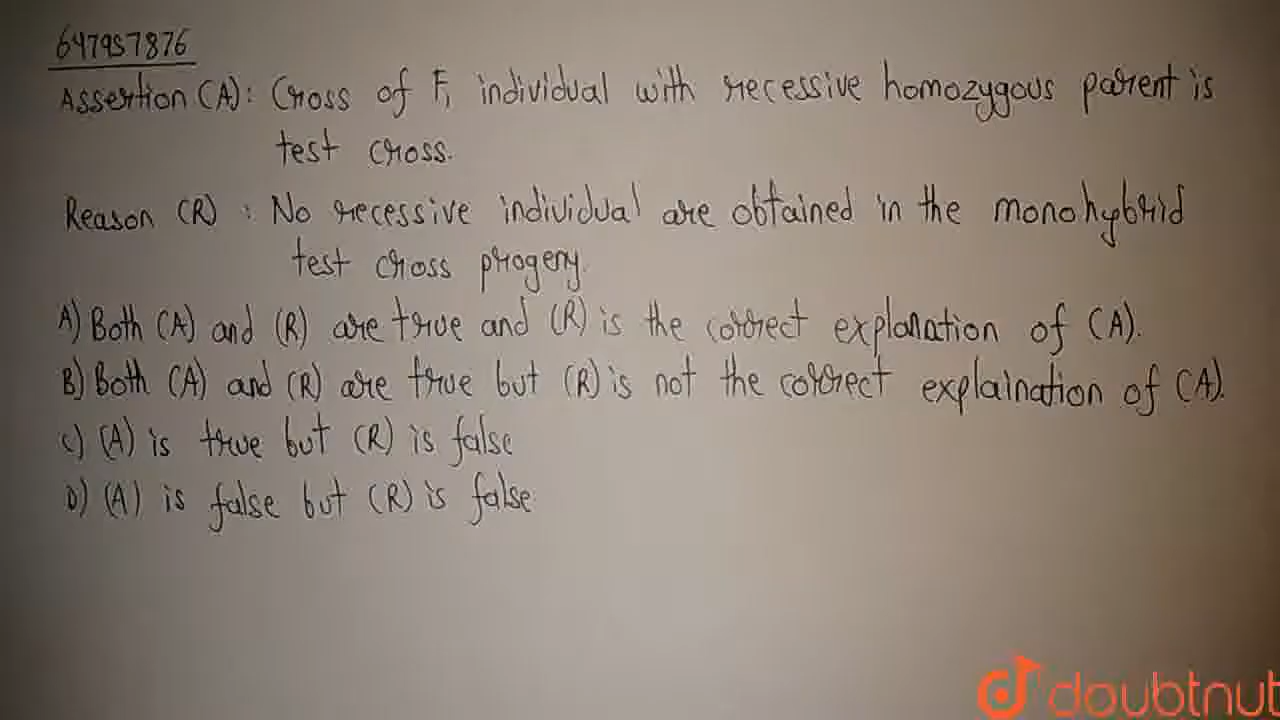 647957876
Assertion (A): Cross of F₁ individual with recessive homozygous parent is
test cross.
Reason (R) : No recessive individual are obtained in the monohybrid
test cross progeny.
A) Both (A) and (R) are true and (R) is the correct explanation of (A).
B) Both (A) and (R) are true but (R) is not the correct explaination of (A).
C) (A) is true but (R) is false
D) (A) is false but (R) is false.
doubtnut